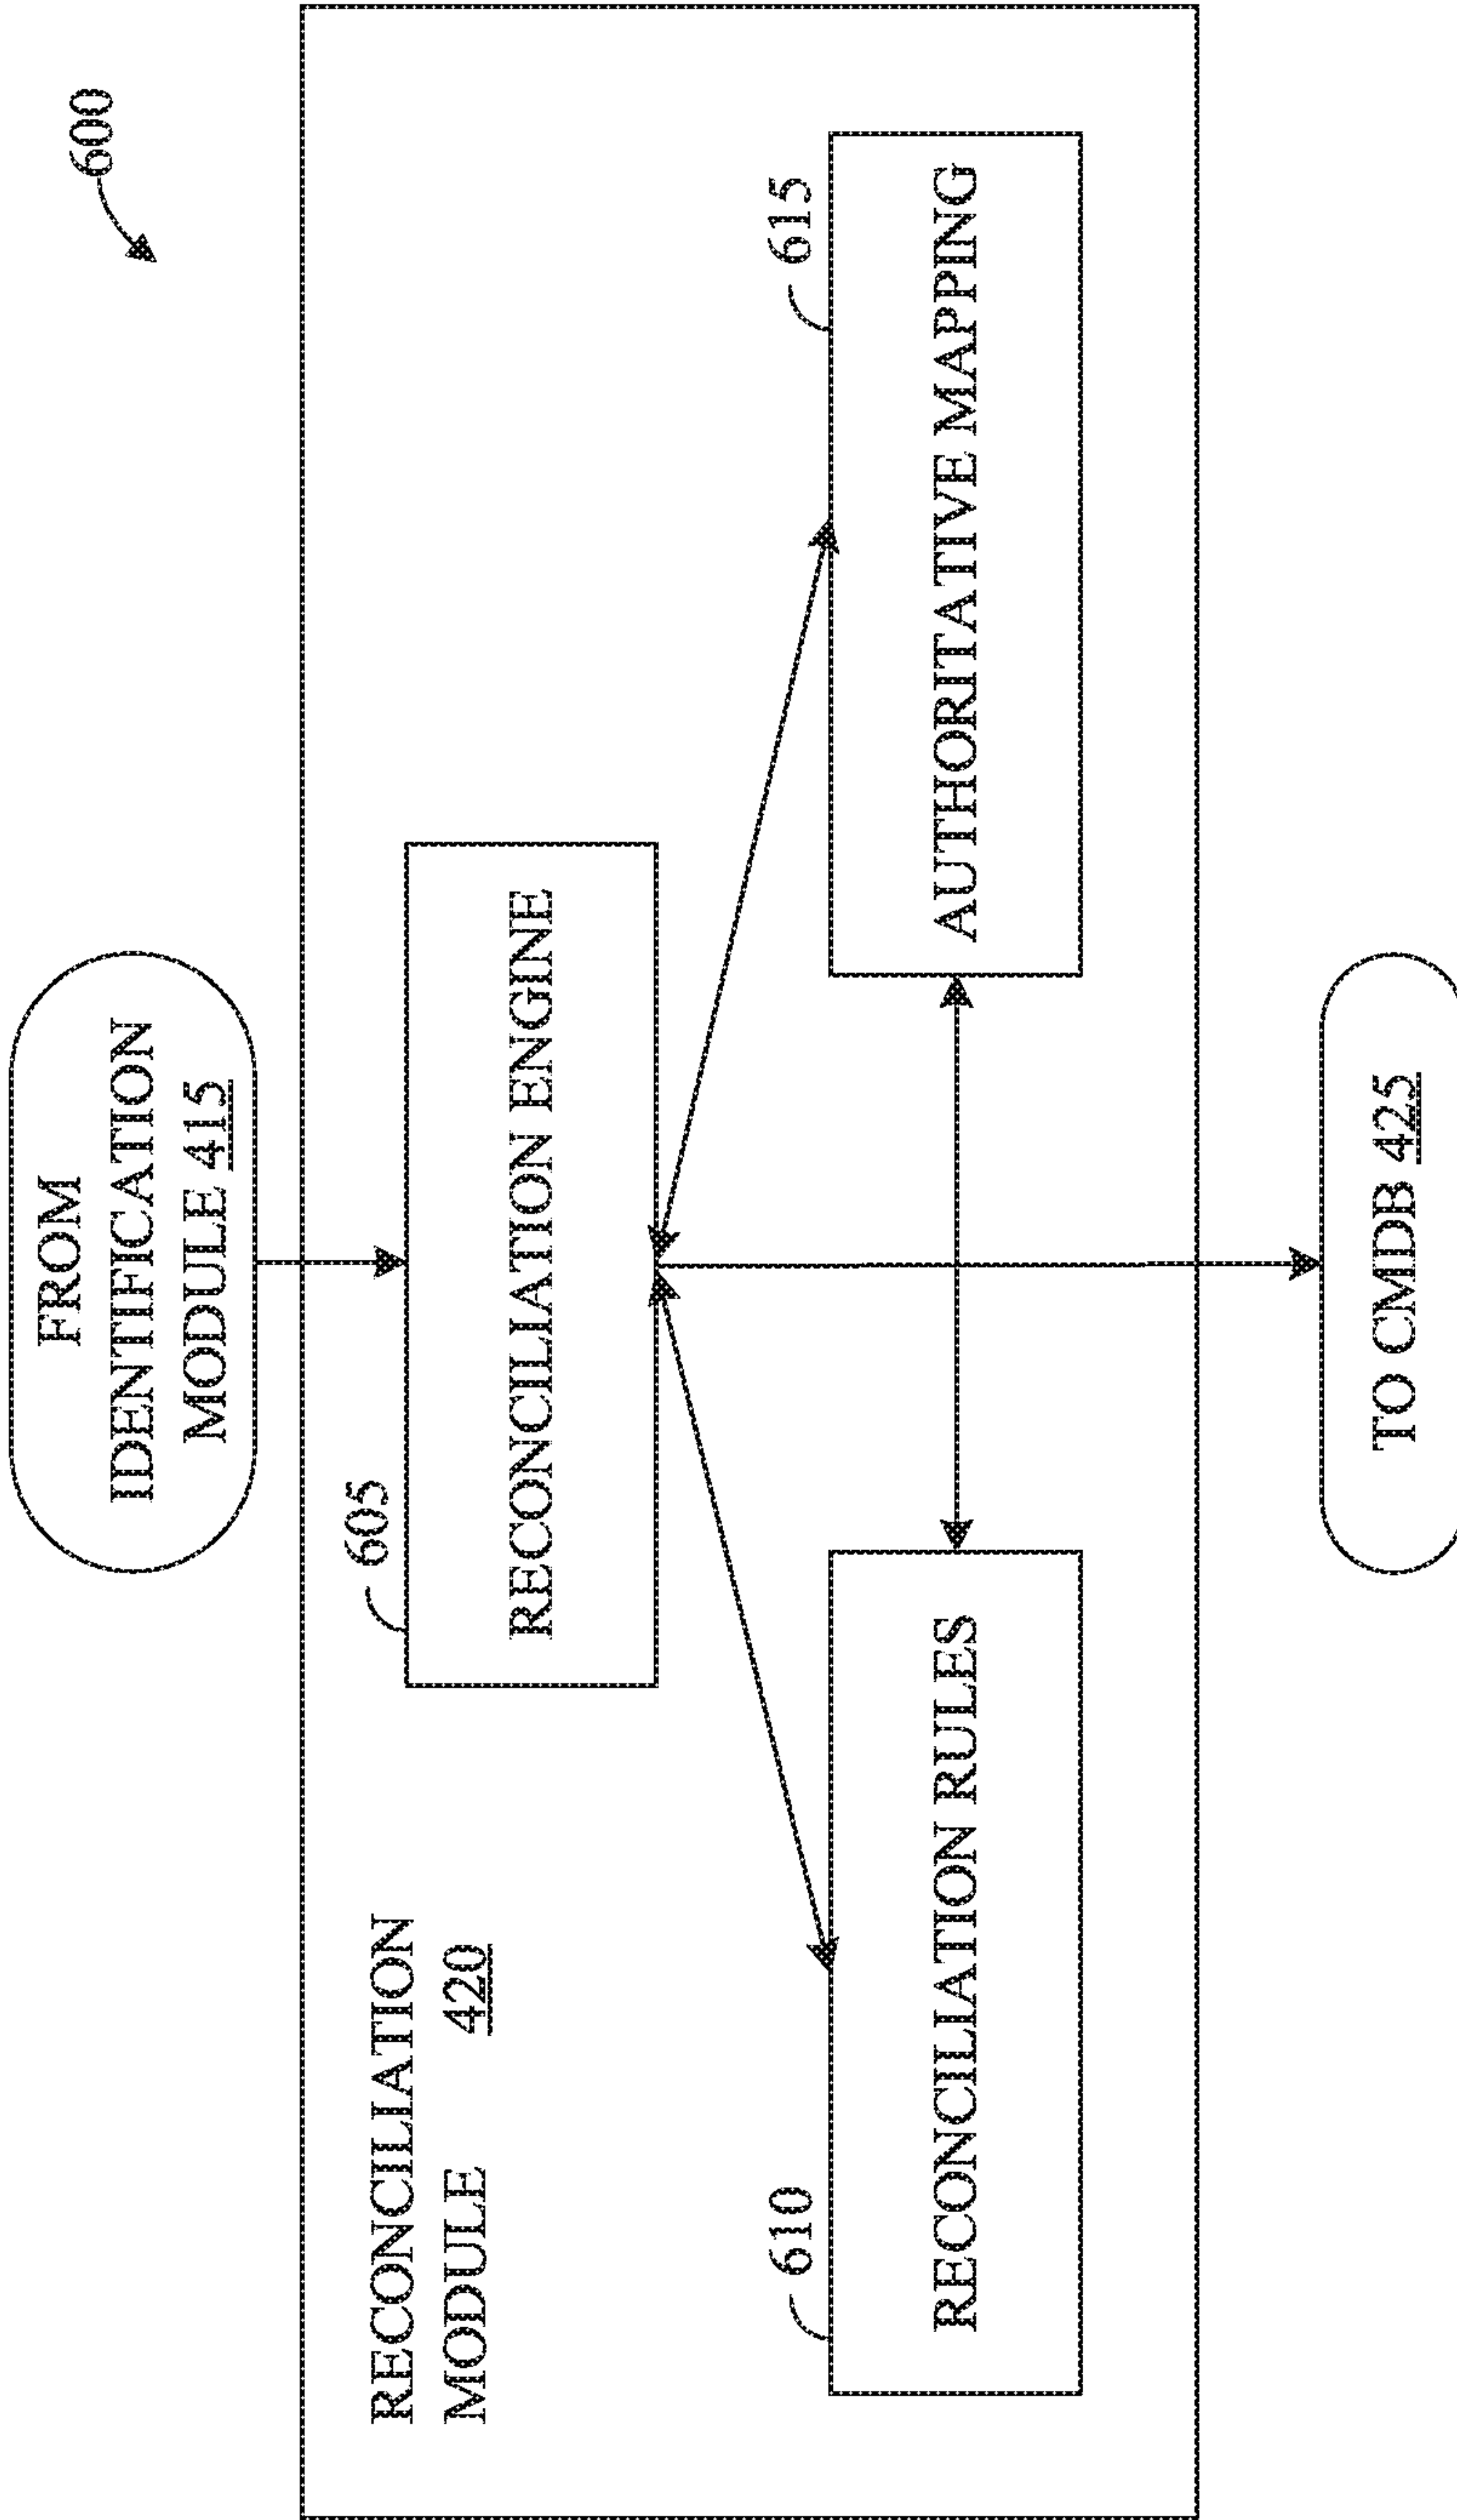 600
FROM
IDENTIFICATION
MODULE 415
RECONCILIATION
MODULE 420
605
RECONCILIATION ENGINE
610
RECONCILIATION RULES
615
AUTHORITATIVE MAPPING
TO CMDB 425